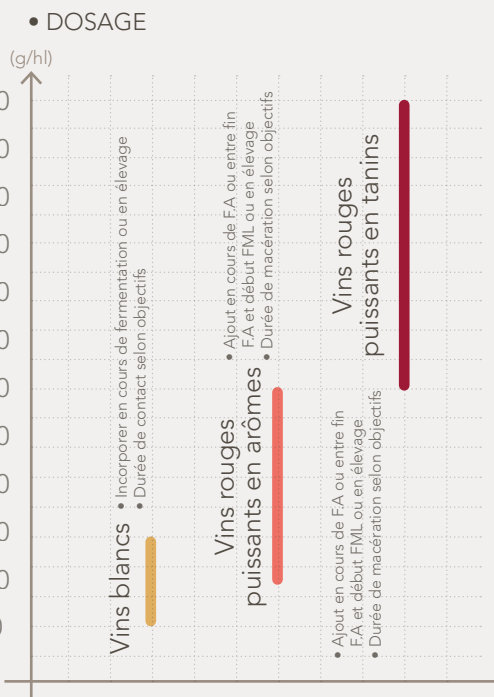 • DOSAGE
(g/hl)
Vins blancs
• Incorporer en cours de fermentation ou en élevage
• Durée de contact selon objectifs
Vins rouges
puissants en arômes
• Ajout en cours de F.A ou entre fin
F.A et début FML ou en élevage
• Durée de macération selon objectifs
Vins rouges
puissants en tanins
• Ajout en cours de F.A ou entre fin
F.A et début FML ou en élevage
• Durée de macération selon objectifs